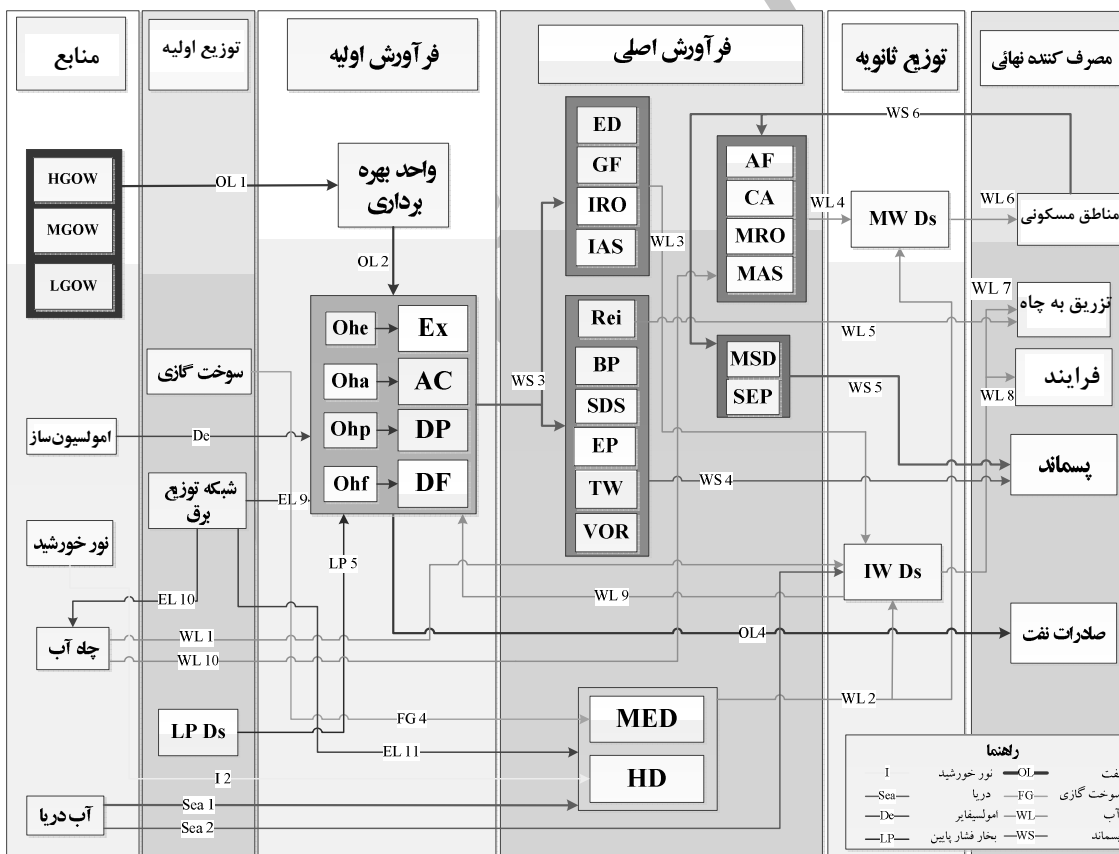 منابع
توزیع اولیه
فرآورش اولیه
فرآورش اصلی
توزیع ثانویه
مصرف کننده نهائی
HGOW
MGOW
LGOW
OL 1
واحد بهره
برداری
OL 2
ED
GF
IRO
IAS
WL 3
WS 6
AF
CA
MRO
MAS
WL 4
MW Ds
WL 6
مناطق مسکونی
WL 7
تزریق به چاه
فرایند
WL 8
سوخت گازی
امولسیون‌ساز
De
Ohe
Ex
Oha
AC
Ohp
DP
Ohf
DF
WS 3
Rei
BP
SDS
EP
TW
VOR
WL 5
MSD
SEP
WS 5
WS 4
پسماند
شبکه توزیع
برق
EL 9
نور خورشید
EL 10
LP 5
IW Ds
WL 9
چاه آب
WL 1
WL 10
OL4
صادرات نفت
LP Ds
FG 4
EL 11
I 2
MED
HD
WL 2
آب دریا
Sea 1
Sea 2
راهنما
نفت
OL
نور خورشید
I
سوخت گازی
FG
دریا
Sea
آب
WL
امولسیفایر
De
پسماند
WS
بخار فشار پایین
LP